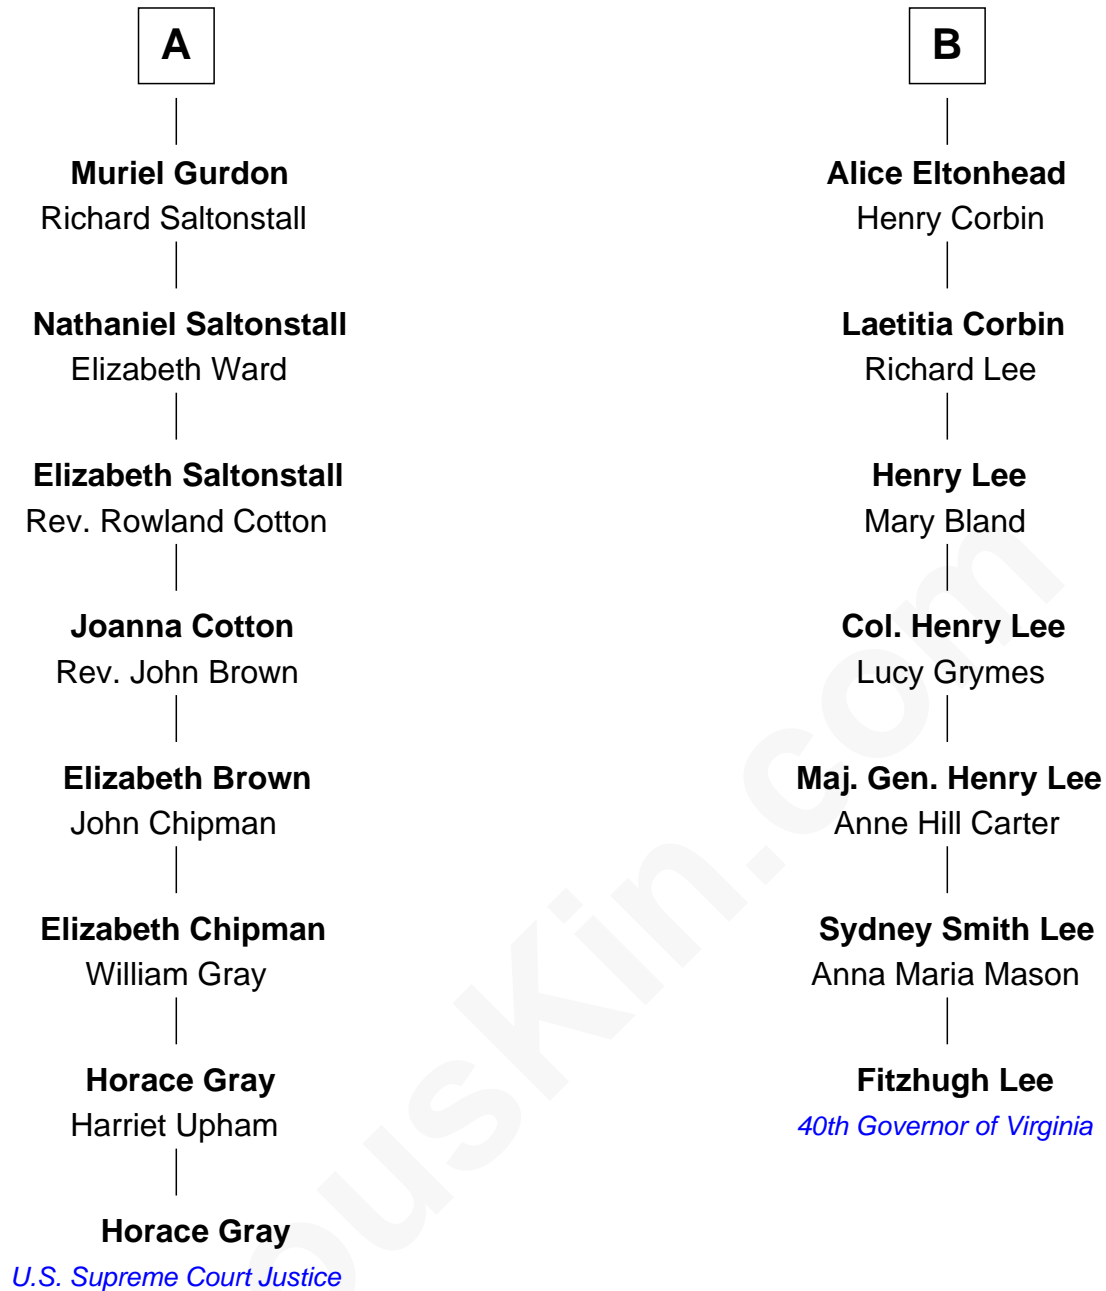 A
Muriel Gurdon
Richard Saltonstall
Nathaniel Saltonstall
Elizabeth Ward
Elizabeth Saltonstall
Rev. Rowland Cotton
Joanna Cotton
Rev. John Brown
Elizabeth Brown
John Chipman
Elizabeth Chipman
William Gray
Horace Gray
Harriet Upham
Horace Gray
U.S. Supreme Court Justice
B
Alice Eltonhead
Henry Corbin
Laetitia Corbin
Richard Lee
Henry Lee
Mary Bland
Col. Henry Lee
Lucy Grymes
Maj. Gen. Henry Lee
Anne Hill Carter
Sydney Smith Lee
Anna Maria Mason
Fitzhugh Lee
40th Governor of Virginia
ousKin.com